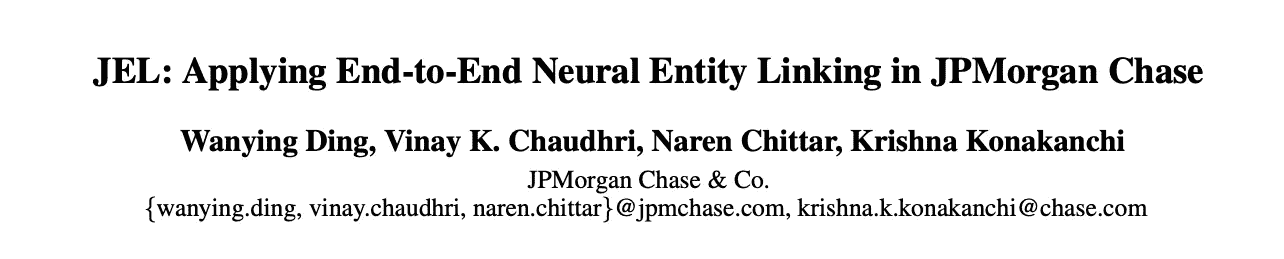 JEL: Applying End-to-End Neural Entity Linking in JPMorgan Chase
Wanying Ding, Vinay K. Chaudhri, Naren Chittar, Krishna Konakanchi
JPMorgan Chase & Co.
{wanying.ding, vinay.chaudhri, naren.chittar}@jpmchase.com, krishna.k.konakanchi@chase.com